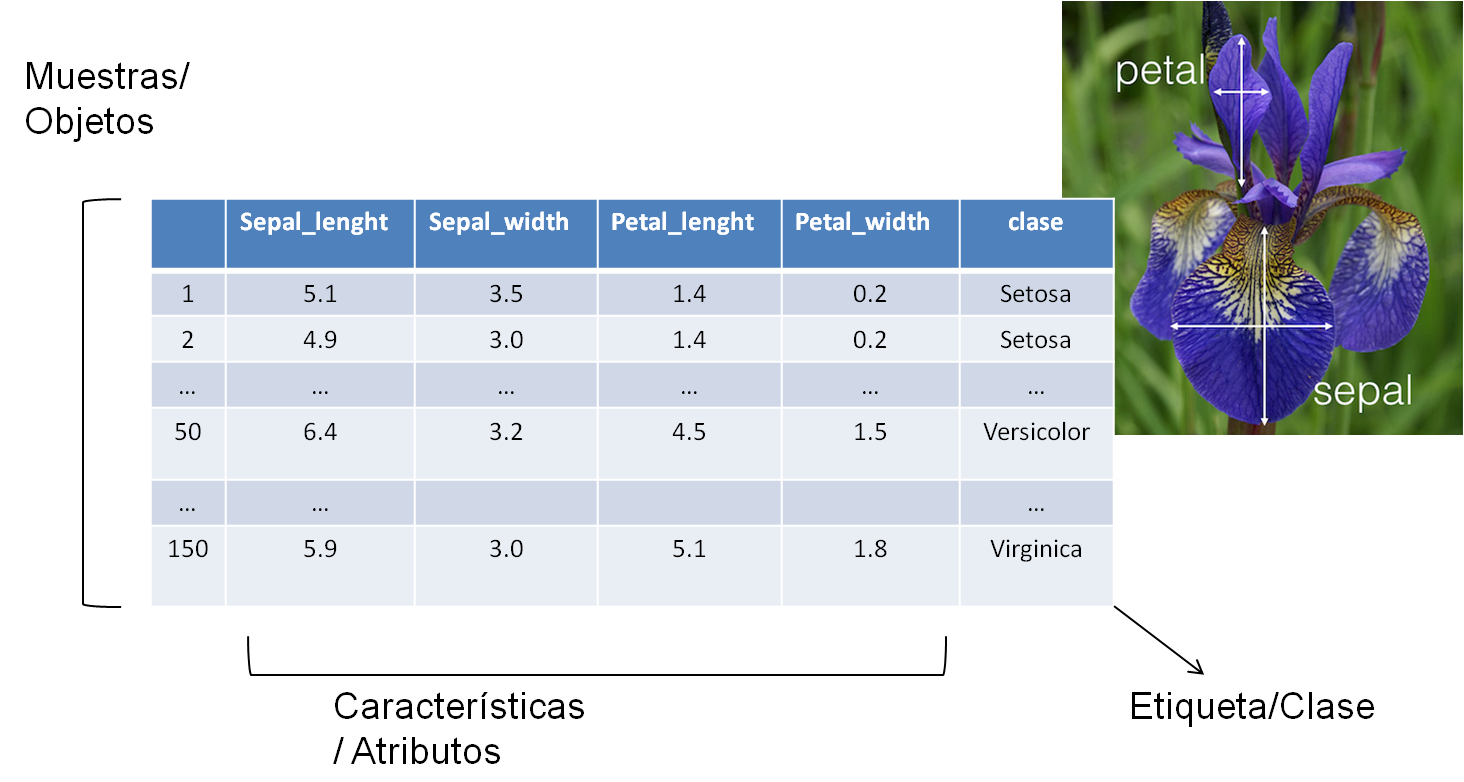 Muestras/
Objetos
petal
sepal
Sepal_lenght Sepal_width Petal_lenght Petal_width clase
1 5.1 3.5 1.4 0.2 Setosa
2 4.9 3.0 1.4 0.2 Setosa
... ... ... ... ... ...
50 6.4 3.2 4.5 1.5 Versicolor
... ... ...
150 5.9 3.0 5.1 1.8 Virginica
Característísicas
/ Atributos
Etiqueta/Clase